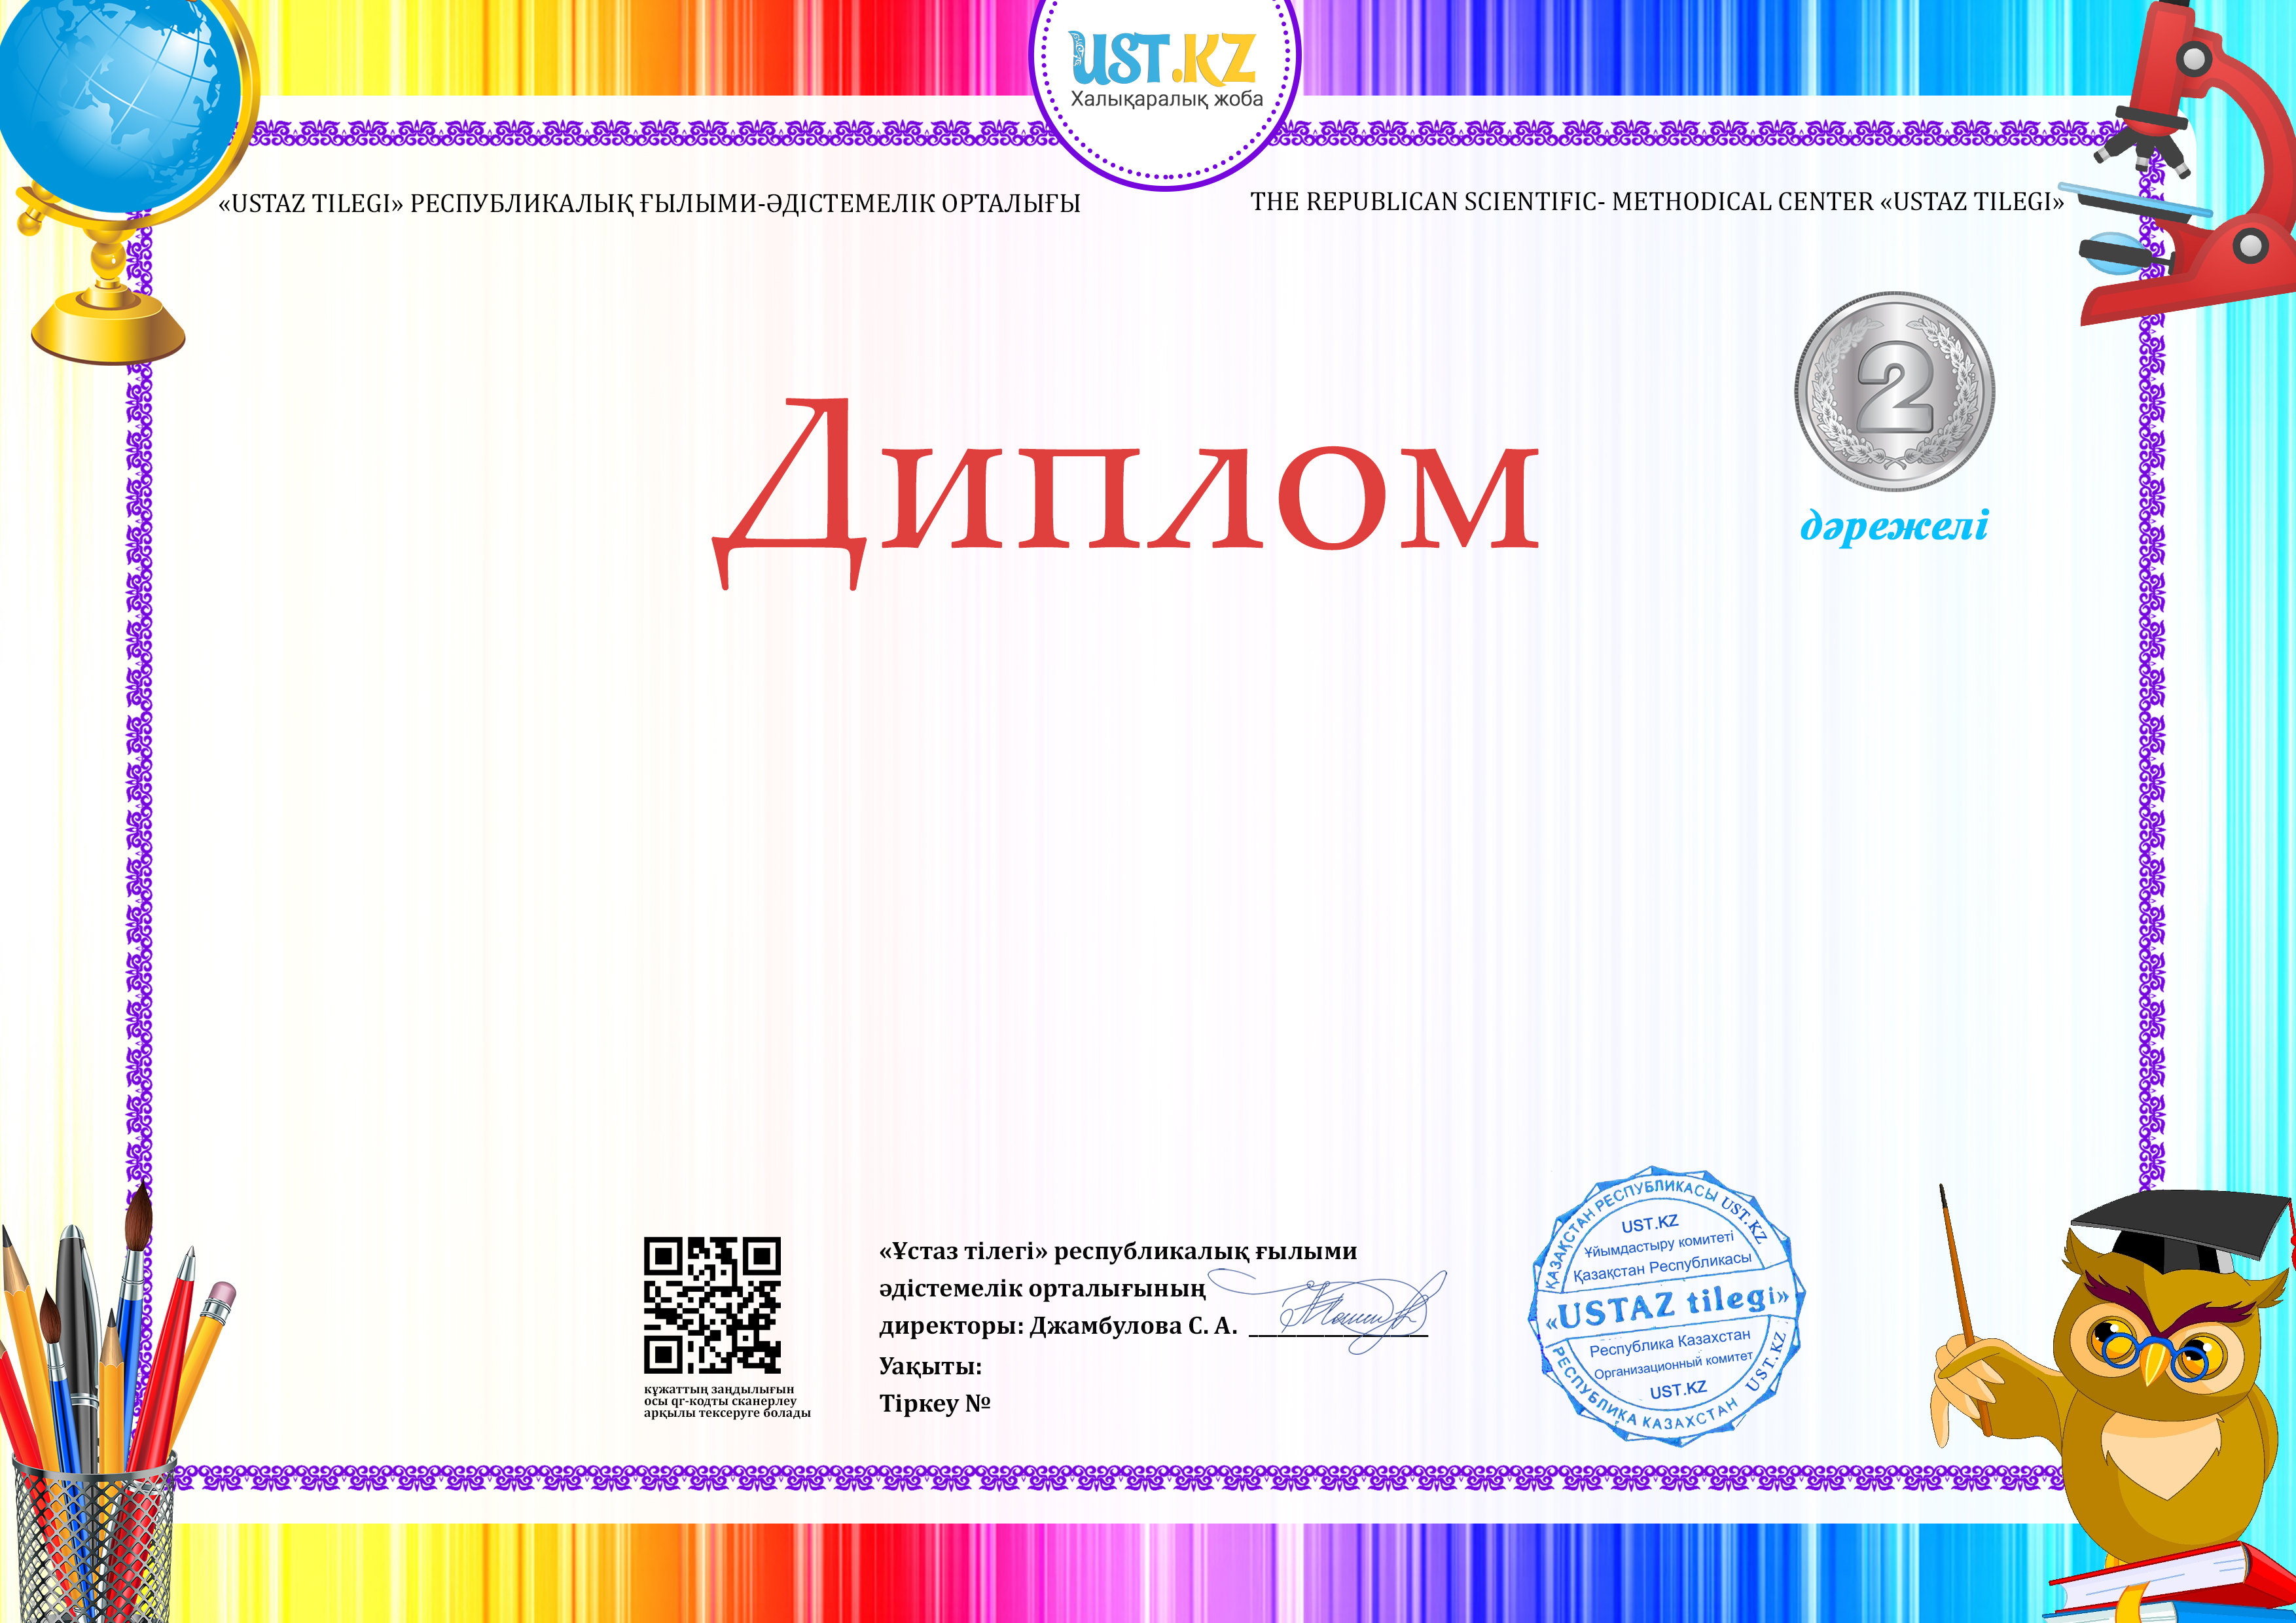 UST.KZ
Халықаралық жоба
«USTAZ TILEGI» РЕСПУБЛИКАЛЫҚ ҒЫЛЫМИ-ӘДІСТЕМЕЛІК ОРТАЛЫҒЫ
THE REPUBLICAN SCIENTIFIC- METHODICAL CENTER «USTAZ TILEGI»
2
дәрежелі
Диплом
«Ұстаз тілегі» республикалық ғылыми
әдістемелік орталығының
директоры: Джамбулова С. А.
Уақыты:
Тіркеу №
құжаттың заңдылығын
осы qr-кодты сканерлеу
арқылы тексеруге болады
ҚАЗАҚСТАН РЕСПУБЛИКАСЫ UST.KZ
UST.KZ
Ұйымдастыру комитеті
Қазақстан Республикасы
«USTAZ tilegi»
Республика Казахстан
Организационный комитет
UST.KZ
РЕСПУБЛИКА КАЗАХСТАН UST.KZ